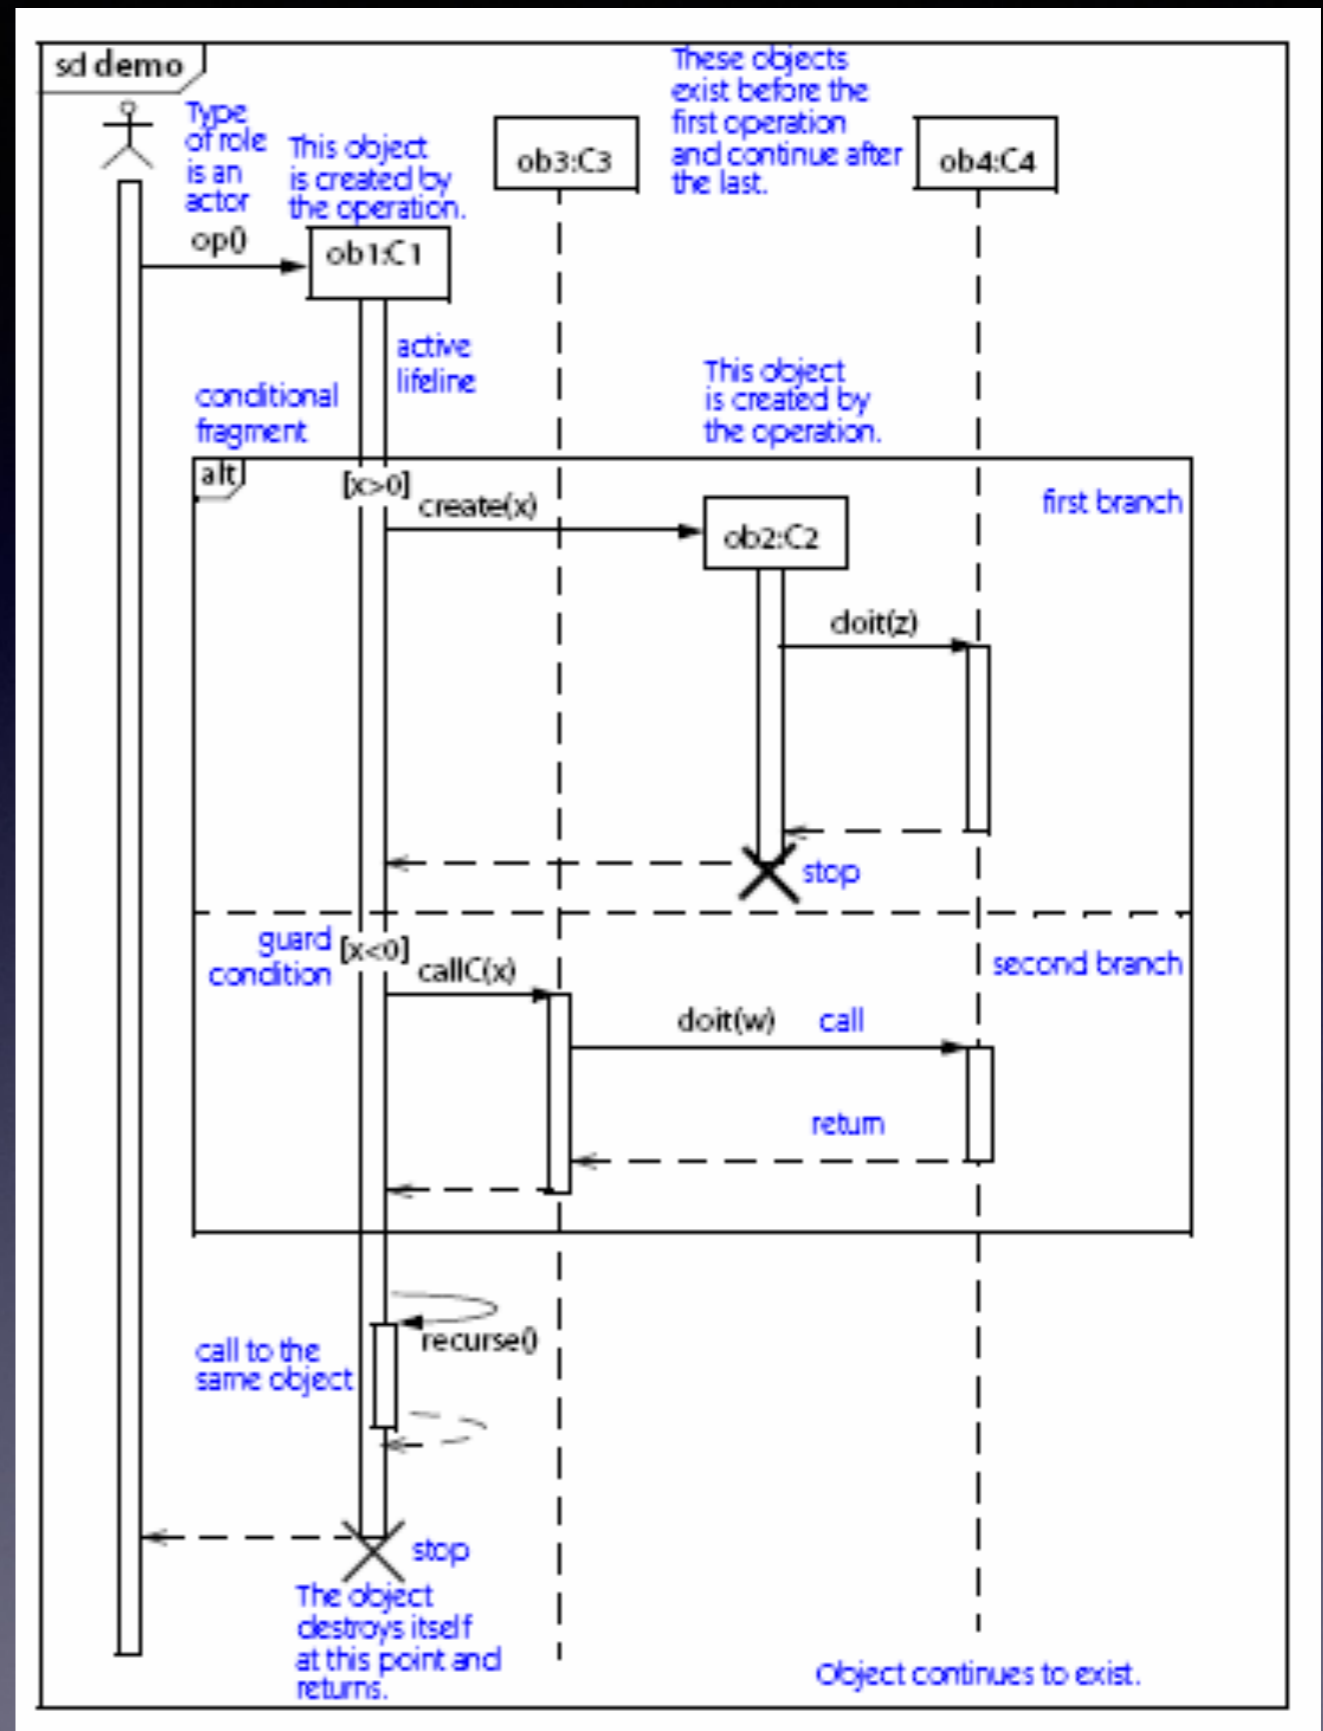 sd demo
Type
of role
is an
actor
This object
is created by
the operation.
ob3:C3
These objects
exist before the
first operation
and continue after
the last.
ob4:C4
op()
ob1:C1
active
lifeline
conditional
fragment
This object
is created by
the operation.
alt
[x>0]
create(x)
ob2:C2
first branch
doit(z)
stop
guard
condition
[x<0]
callC(x)
second branch
doit(w)
call
return
recurse()
call to the
same object
stop
The object
destroys itself
at this point and
returns.
Object continues to exist.